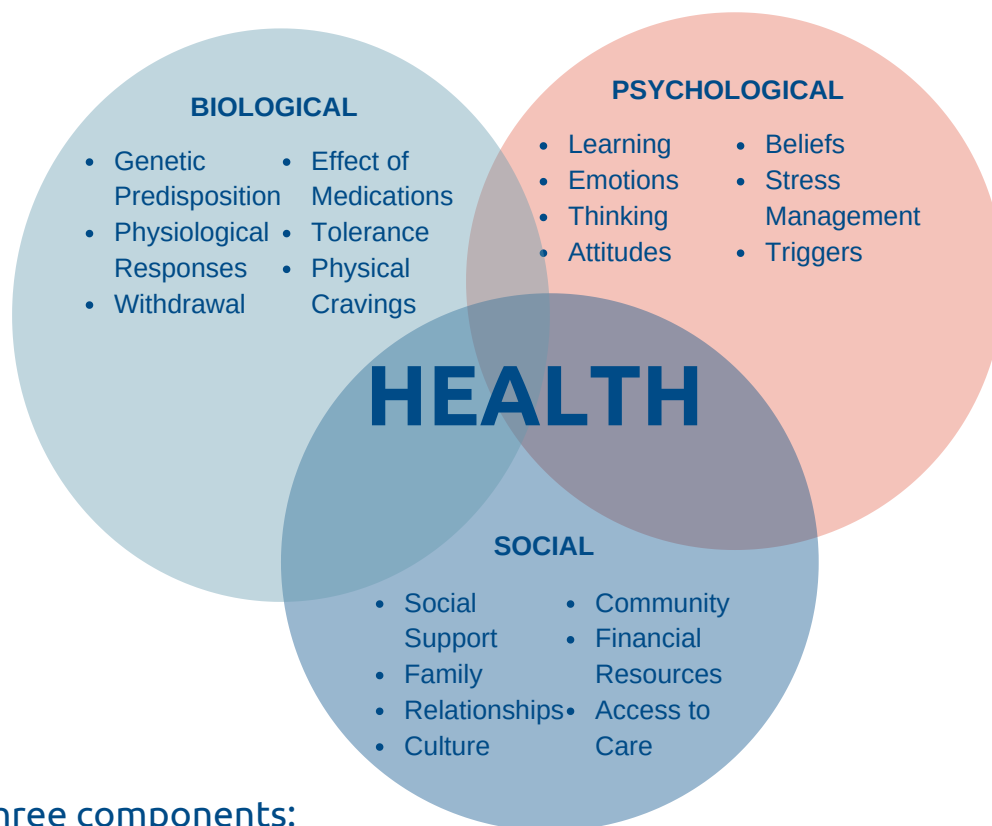 BIOLOGICAL
• Genetic
Predisposition
• Physiological
Responses
• Withdrawal
• Effect of
Medications
• Tolerance
• Physical
Cravings
PSYCHOLOGICAL
• Learning
• Emotions
• Thinking
• Attitudes
• Beliefs
• Stress
Management
• Triggers
HEALTH
SOCIAL
• Social
Support
• Family
• Relationships
• Culture
• Community
• Financial
Resources
• Access to
Care
components: